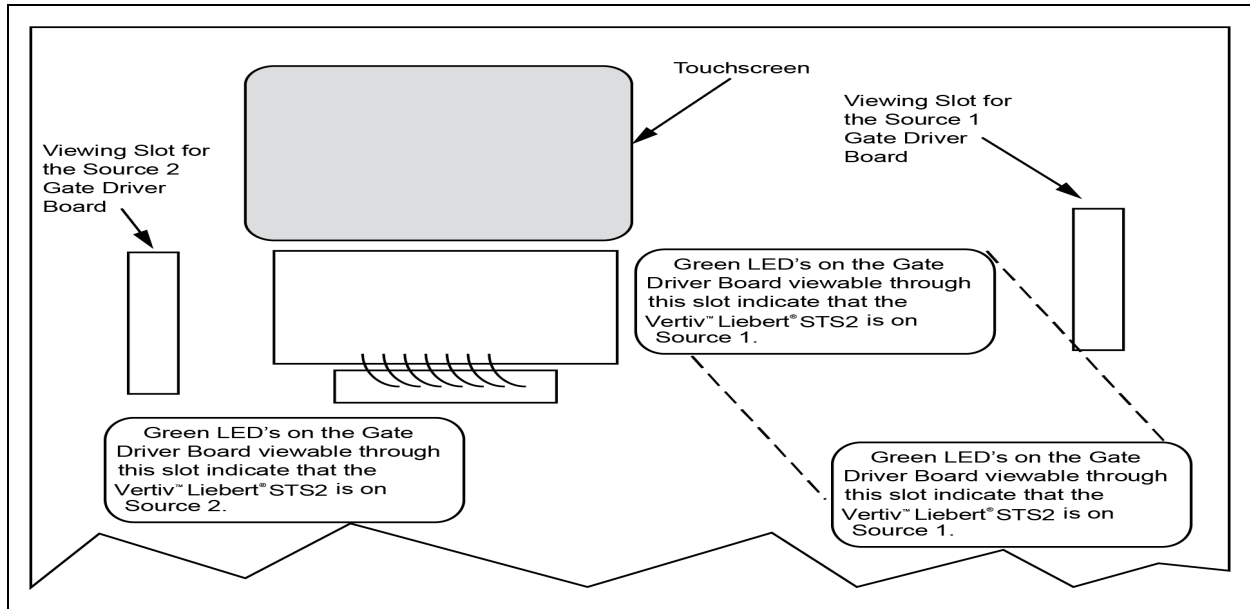 Touchscreen
Viewing Slot for
the Source 1
Gate Driver
Board
Viewing Slot for
the Source 2
Gate Driver
Board
Green LED's on the Gate
Driver Board viewable through
this slot indicate that the
Vertiv™ Liebert® STS2 is on
Source 1.
Green LED's on the Gate
Driver Board viewable through
this slot indicate that the
Vertiv™ Liebert® STS2 is on
Source 2.
Green LED's on the Gate
Driver Board viewable through
this slot indicate that the
Vertiv™ Liebert® STS2 is on
Source 1.